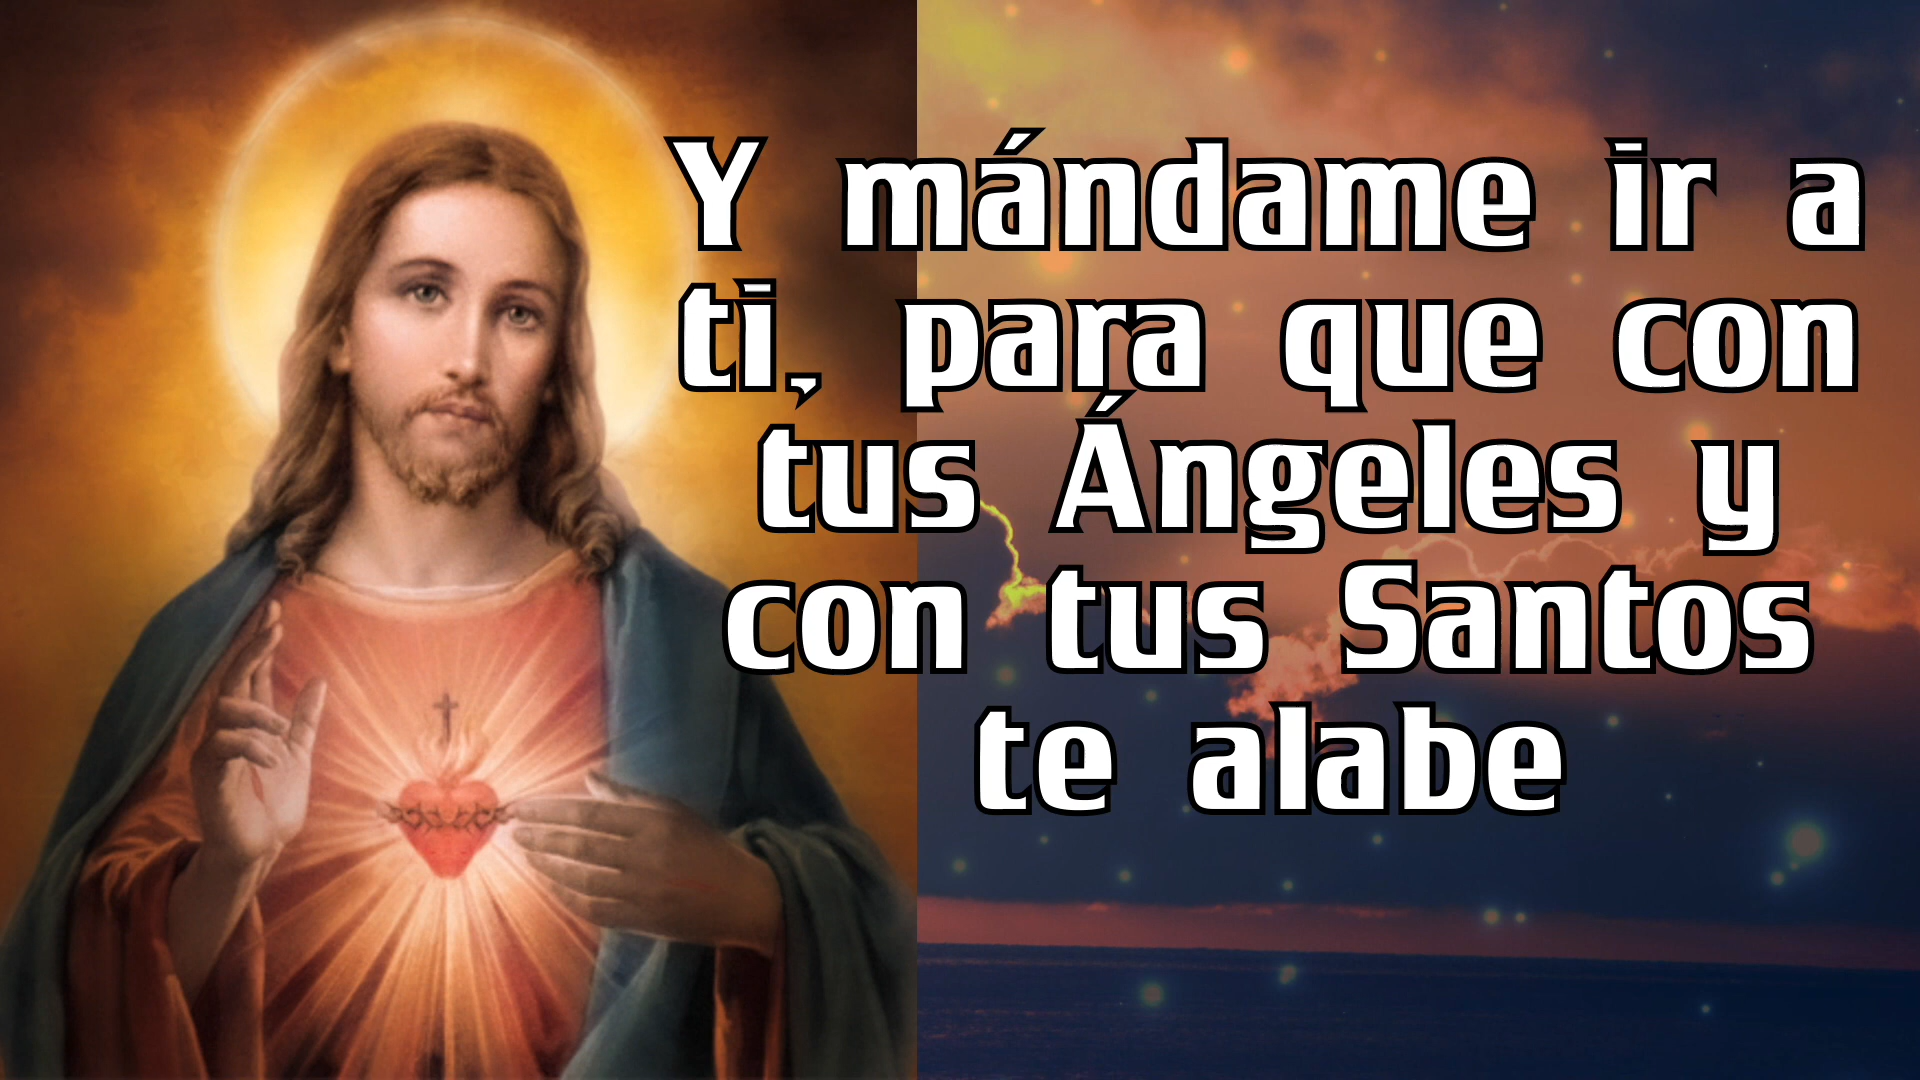 Y mándame ir a
ti, para que con
tus Ángeles y
con tus Santos
te alabe